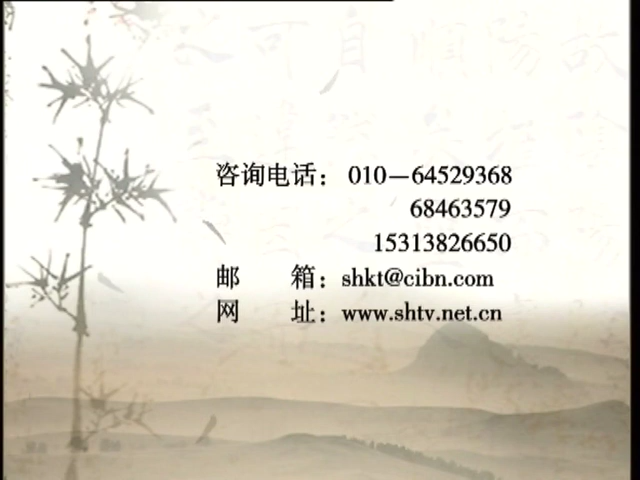 咨询电话：010—64529368
68463579
15313826650
邮 箱：shkt@cibn.com
网 址：www.shtv.net.cn